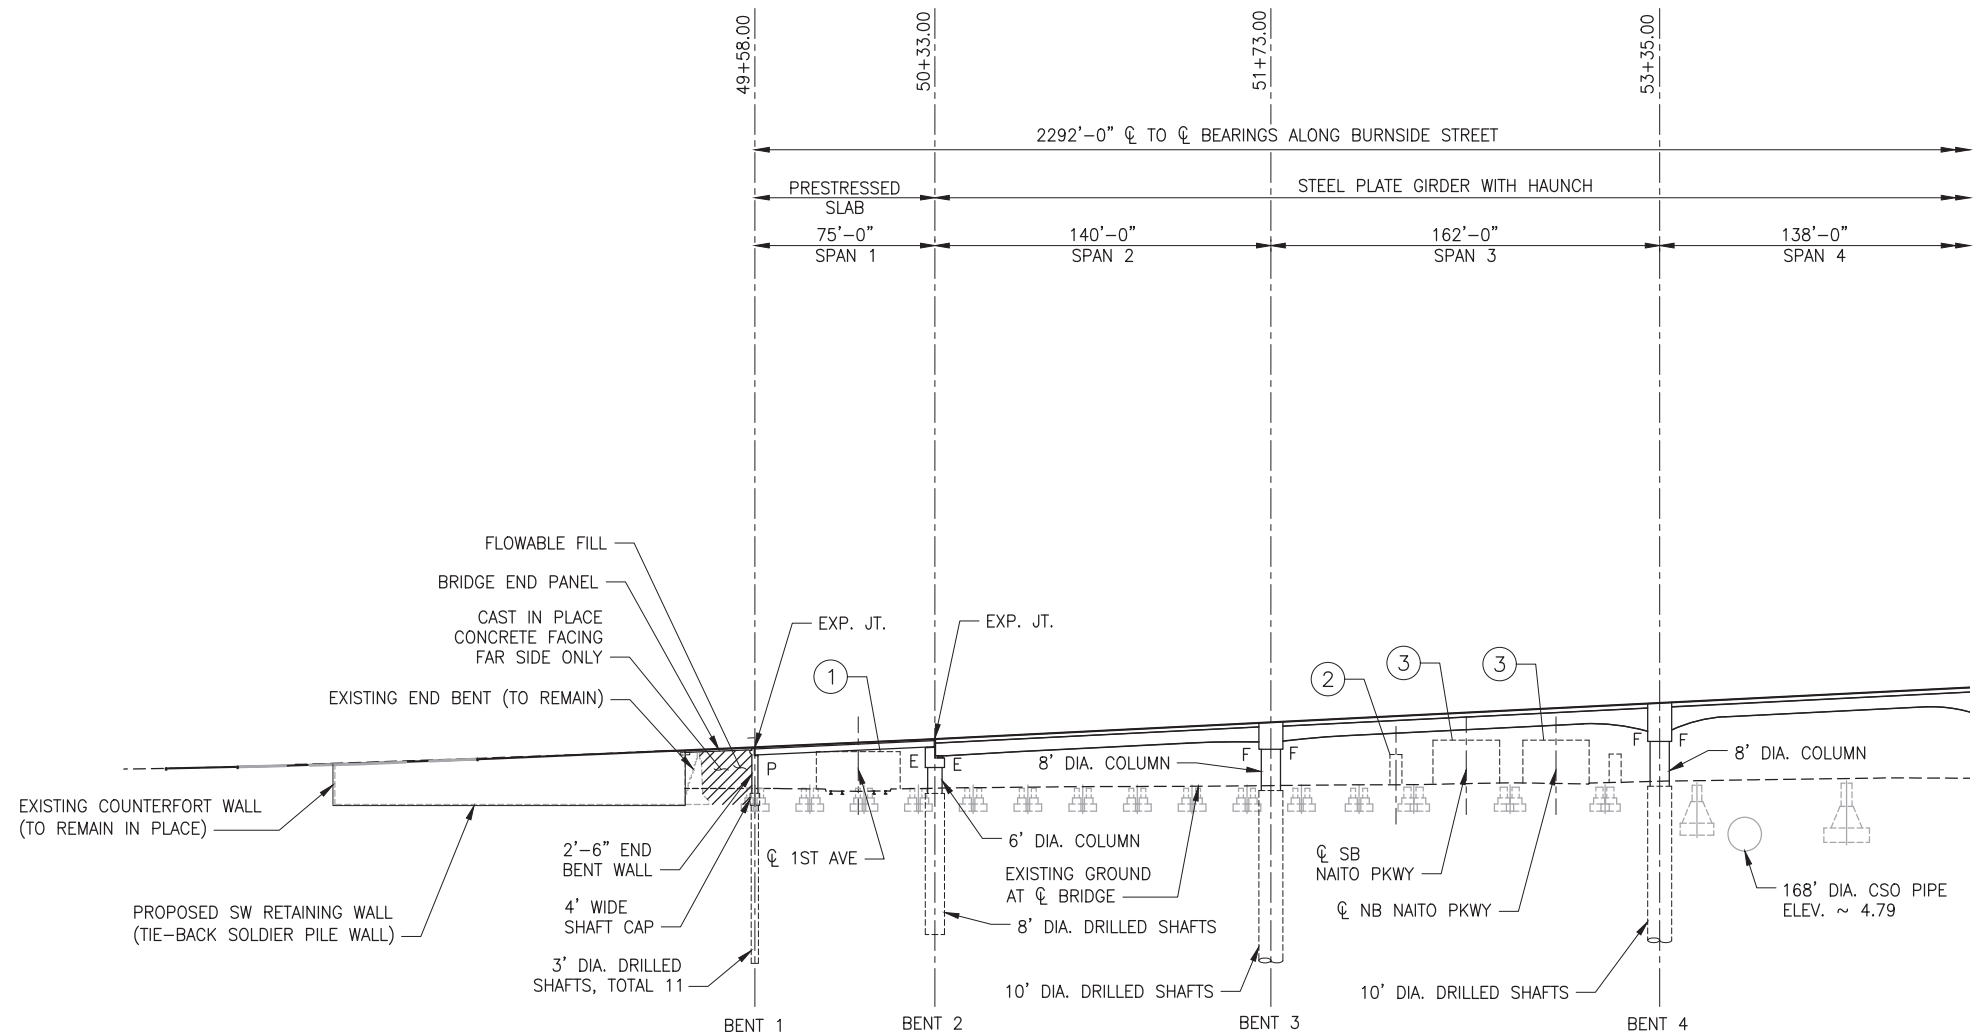 49+58.00
50+33.00
51+73.00
53+35.00
2292'-0" ℄ TO ℄ BEARINGS ALONG BURNSIDE STREET
PRESTRESSED
SLAB
STEEL PLATE GIRDER WITH HAUNCH
75'-0"
SPAN 1
140'-0"
SPAN 2
162'-0"
SPAN 3
138'-0"
SPAN 4
FLOWABLE FILL
BRIDGE END PANEL
CAST IN PLACE
CONCRETE FACING
FAR SIDE ONLY
EXISTING END BENT (TO REMAIN)
EXP. JT.
EXP. JT.
1
2
3
3
P
E
E
F
F
F
F
8' DIA. COLUMN
8' DIA. COLUMN
EXISTING COUNTERFORT WALL
(TO REMAIN IN PLACE)
PROPOSED SW RETAINING WALL
(TIE-BACK SOLDIER PILE WALL)
2'-6" END
BENT WALL
4' WIDE
SHAFT CAP
3' DIA. DRILLED
SHAFTS, TOTAL 11
℄ 1ST AVE
6' DIA. COLUMN
EXISTING GROUND
AT ℄ BRIDGE
8' DIA. DRILLED SHAFTS
10' DIA. DRILLED SHAFTS
℄ SB
NAITO PKWY
℄ NB NAITO PKWY
10' DIA. DRILLED SHAFTS
168' DIA. CSO PIPE
ELEV. ~ 4.79
BENT 1
BENT 2
BENT 3
BENT 4